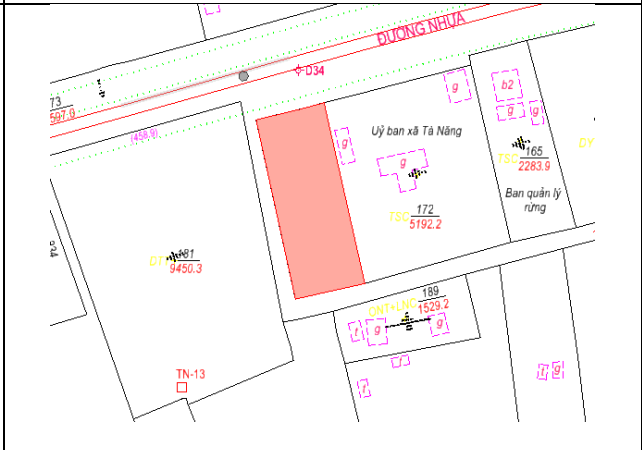 ĐƯỜNG NHỰA
D34
73
597.0
(458.9)
g
b2
g
g
Uỷ ban xã Tà Năng
g
g
TSC 165
2283.9
DY
Ban quản lý
rừng
TSC 172
5192.2
181
9450.3
ONT+LNC 189
1529.2
f
g
g
f
f
f
g
TN-13